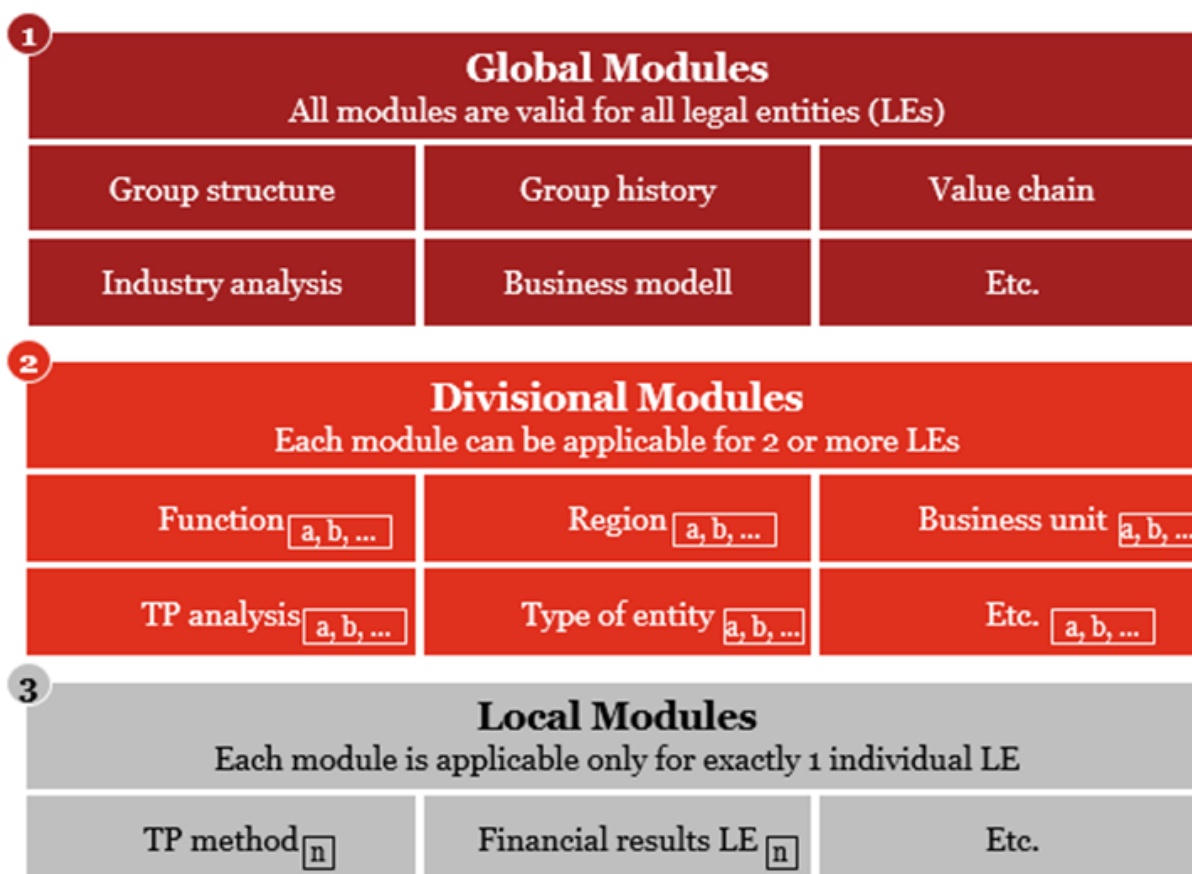 1
Global Modules
All modules are valid for all legal entities (LEs)
Group structure
Group history
Value chain
Industry analysis
Business modell
Etc.
2
Divisional Modules
Each module can be applicable for 2 or more LEs
Function a, b, ...
Region a, b, ...
Business unit a, b, ...
TP analysis a, b, ...
Type of entity a, b, ...
Etc. a, b, ...
3
Local Modules
Each module is applicable only for exactly 1 individual LE
TP method n
Financial results LE n
Etc.